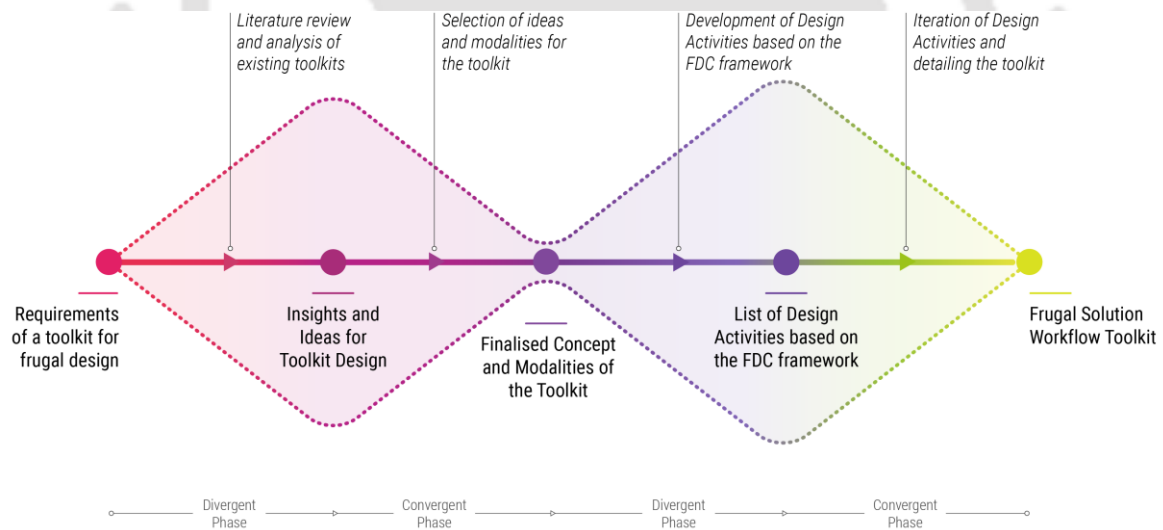 Literature review
and analysis of
existing toolkits
Selection of ideas
and modalities for
the toolkit
Development of Design
Activities based on the
FDC framework
Iteration of Design
Activities and
detailing the toolkit
Requirements
of a toolkit for
frugal design
Insights and
Ideas for
Toolkit Design
Finalised Concept
and Modalities of
the Toolkit
List of Design
Activities based on
the FDC framework
Frugal Solution
Workflow Toolkit
Divergent
Phase
Convergent
Phase
Divergent
Phase
Convergent
Phase